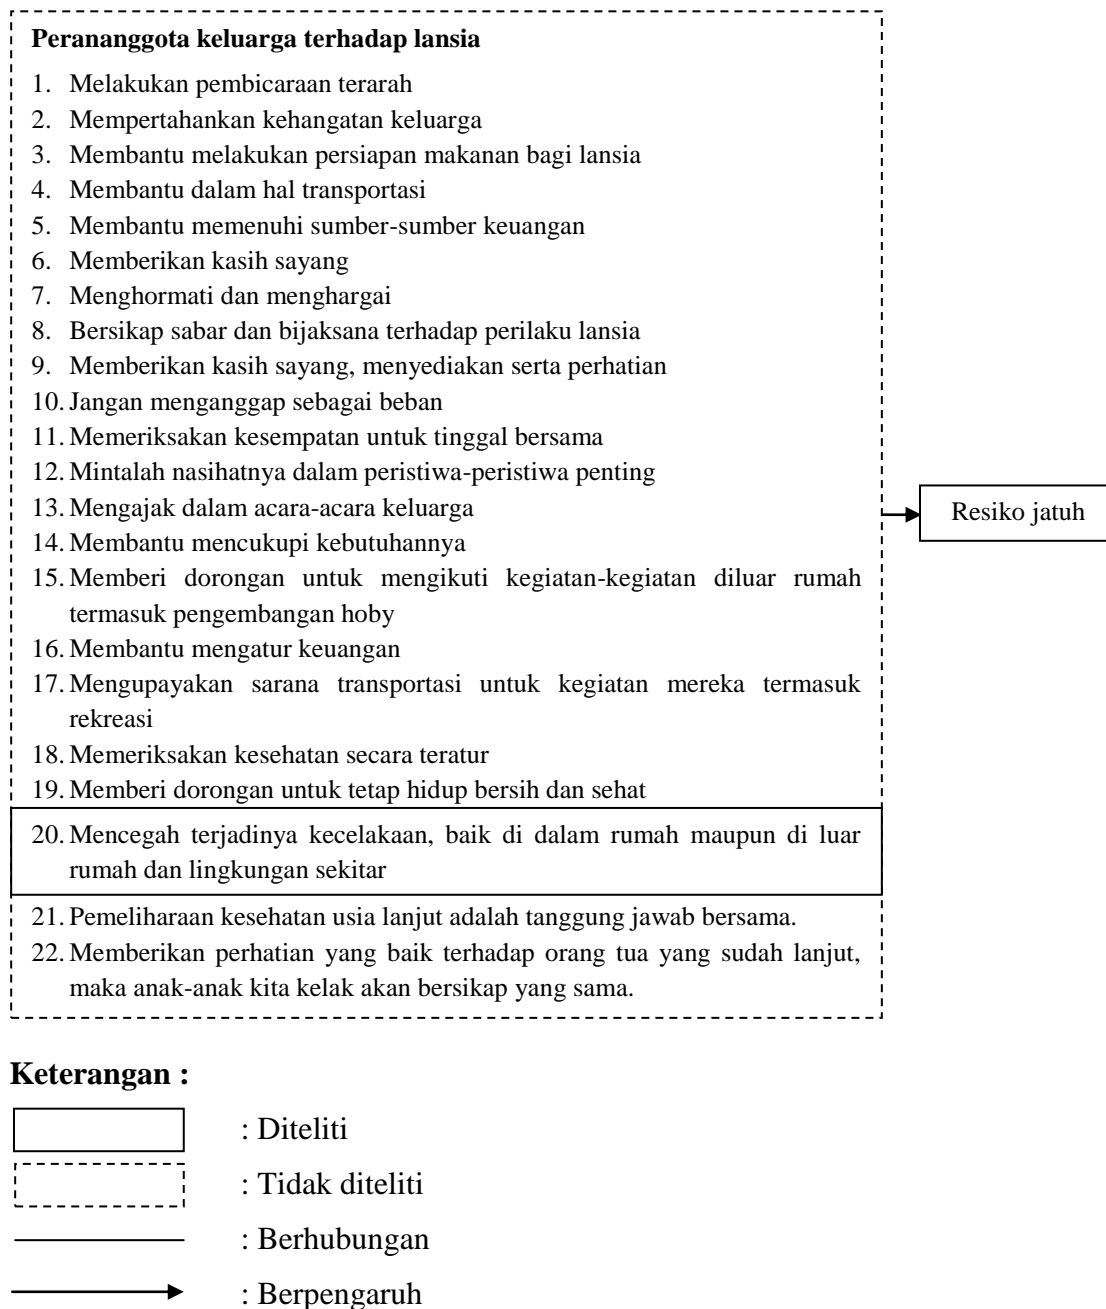 Perananggota keluarga terhadap lansia
1. Melakukan pembicaraan terarah
2. Mempertahankan kehangatan keluarga
3. Membantu melakukan persiapan makanan bagi lansia
4. Membantu dalam hal transportasi
5. Membantu memenuhi sumber-sumber keuangan
6. Memberikan kasih sayang
7. Menghormati dan menghargai
8. Bersikap sabar dan bijaksana terhadap perilaku lansia
9. Memberikan kasih sayang, menyediakan serta perhatian
10. Jangan menganggap sebagai beban
11. Memeriksakan kesempatan untuk tinggal bersama
12. Mintalah nasihatnya dalam peristiwa-peristiwa penting
13. Mengajak dalam acara-acara keluarga
14. Membantu mencukupi kebutuhannya
15. Memberi dorongan untuk mengikuti kegiatan-kegiatan diluar rumah
termasuk pengembangan hoby
16. Membantu mengatur keuangan
17. Mengupayakan sarana transportasi untuk kegiatan mereka termasuk
rekreasi
18. Memeriksakan kesehatan secara teratur
19. Memberi dorongan untuk tetap hidup bersih dan sehat
20. Mencegah terjadinya kecelakaan, baik di dalam rumah maupun di luar
rumah dan lingkungan sekitar
21. Pemeliharaan kesehatan usia lanjut adalah tanggung jawab bersama.
22. Memberikan perhatian yang baik terhadap orang tua yang sudah lanjut,
maka anak-anak kita kelak akan bersikap yang sama.
Resiko jatuh
Keterangan :
: Diteliti
: Tidak diteliti
: Berhubungan
: Berpengaruh